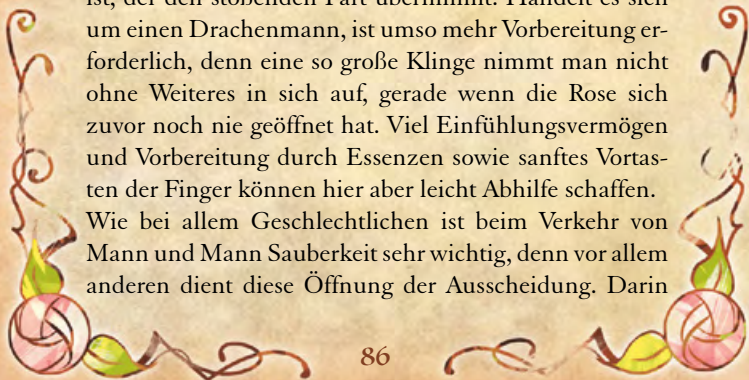 ist, der den stoßenden Part übernimmt. Handelt es sich
um einen Drachenmann, ist umso mehr Vorbereitung er-
forderlich, denn eine so große Klinge nimmt man nicht
ohne Weiteres in sich auf, gerade wenn die Rose sich
zuvor noch nie geöffnet hat. Viel Einfühlungsvermögen
und Vorbereitung durch Essenzen sowie sanftes Vortas-
ten der Finger können hier aber leicht Abhilfe schaffen.
Wie bei allem Geschlechtlichen ist beim Verkehr von
Mann und Mann Sauberkeit sehr wichtig, denn vor allem
anderen dient diese Öffnung der Ausscheidung. Darin
86